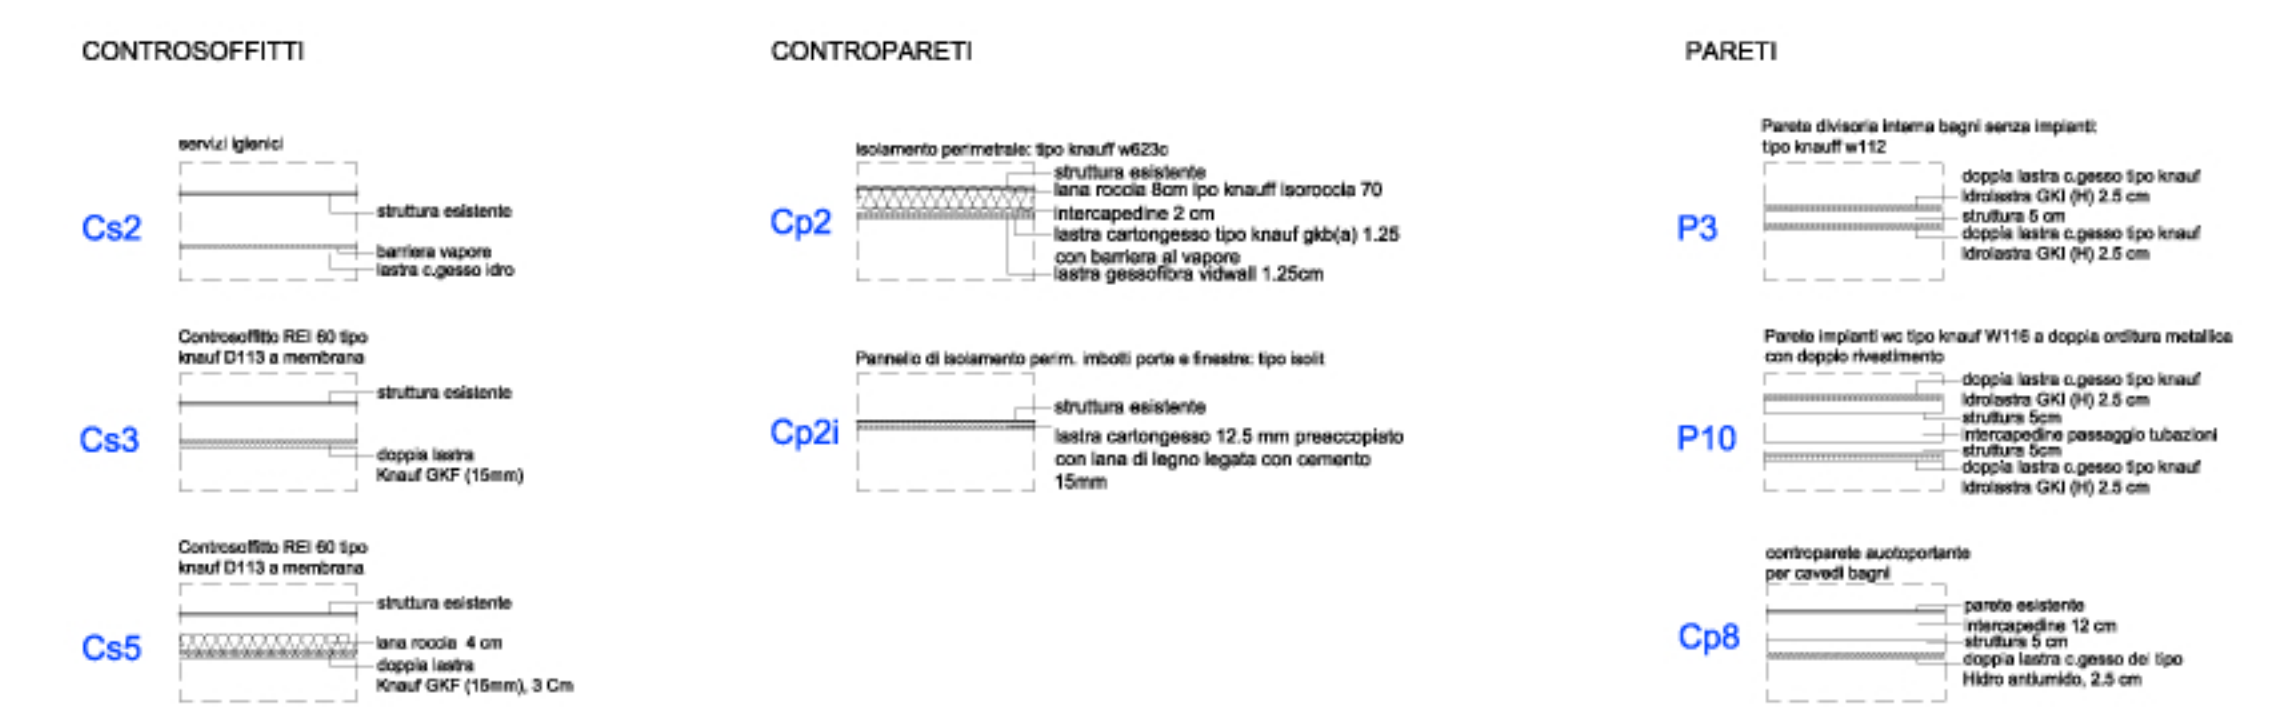 CONTROSOFFITTI
servizi igienici
Cs2
struttura esistente
barriera vapore
lastra c.gesso idro
Controsoffitto REI 60 tipo
knauf D113 a membrana
Cs3
struttura esistente
doppia lastra
Knauf GKF (15mm)
Controsoffitto REI 60 tipo
knauf D113 a membrana
Cs5
struttura esistente
lana roccia 4 cm
doppia lastra
Knauf GKF (15mm), 3 Cm
CONTROPARETI
isolamento perimetrale: tipo knauff w623c
Cp2
struttura esistente
lana roccia 8cm ipo knauff isoroccia 70
intercapedine 2 cm
lastra cartongesso tipo knauf gkb(a) 1.25
con barriera al vapore
lastra gessofibra vidwall 1.25cm
Pannello di isolamento perim. imbotti porte e finestre: tipo isolit
Cp2i
struttura esistente
lastra cartongesso 12.5 mm preaccopiato
con lana di legno legata con cemento
15mm
PARETI
Parete divisoria interna bagni senza impianti:
tipo knauff w112
P3
doppia lastra c.gesso tipo knauf
Idrolastra GKI (H) 2.5 cm
struttura 5 cm
doppia lastra c.gesso tipo knauf
Idrolastra GKI (H) 2.5 cm
Parete impianti wc tipo knauf W116 a doppia orditura metallica
con doppio rivestimento
P10
doppia lastra c.gesso tipo knauf
Idrolastra GKI (H) 2.5 cm
struttura 5cm
intercapedine passaggio tubazioni
struttura 5cm
doppia lastra c.gesso tipo knauf
Idrolastra GKI (H) 2.5 cm
controparete auotoportante
per cavedi bagni
Cp8
parete esistente
intercapedine 12 cm
struttura 5 cm
doppia lastra c.gesso del tipo
Hidro antiumido, 2.5 cm